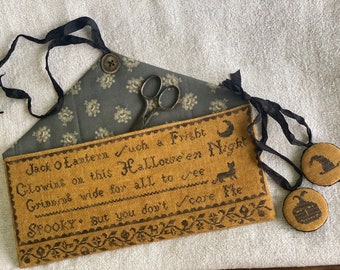 Jack O Lantern Such a Fright
Glowing on this Halloween Night
Grinning wide for all to See
SPOOKY But you don't Scare Me